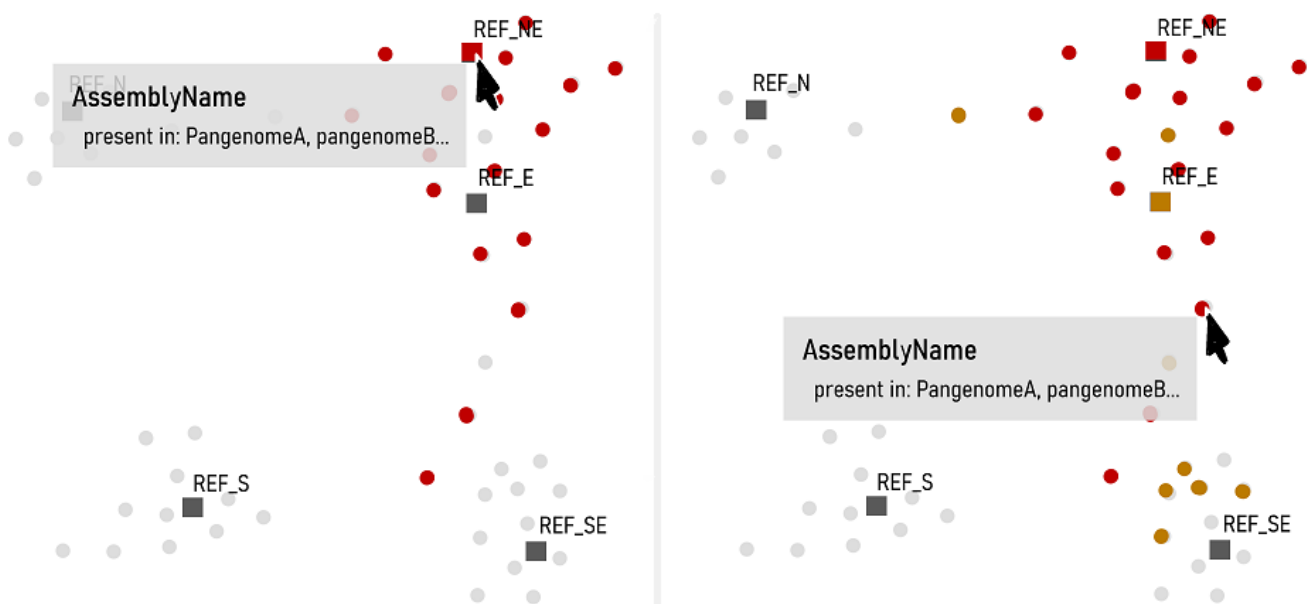 REF_NE
REF_N
AssemblyName
present in: PangenomeA, pangenomeB...
REF_E
REF_S
REF_SE
REF_NE
REF_N
REF_E
AssemblyName
present in: PangenomeA, pangenomeB...
REF_S
REF_SE